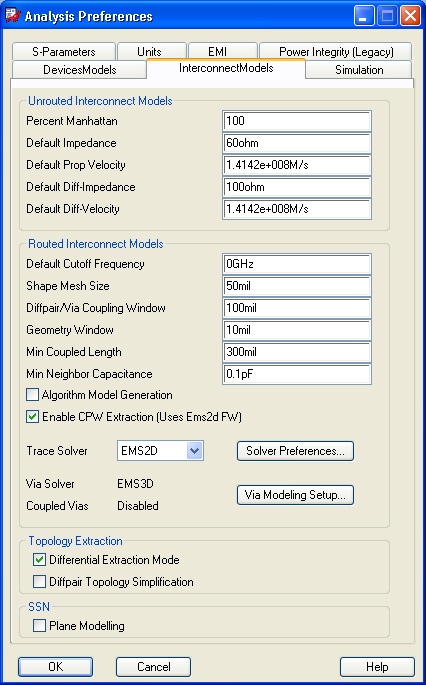 Analysis Preferences
S-Parameters Units EMI Power Integrity (Legacy)
DevicesModels InterconnectModels Simulation
Unrouted Interconnect Models
Percent Manhattan 100
Default Impedance 60ohm
Default Prop Velocity 1.4142e+008M/s
Default Diff-Impedance 100ohm
Default Diff-Velocity 1.4142e+008M/s
Routed Interconnect Models
Default Cutoff Frequency 0GHz
Shape Mesh Size 50mil
Diffpair/Via Coupling Window 100mil
Geometry Window 10mil
Min Coupled Length 300mil
Min Neighbor Capacitance 0.1pF
Algorithm Model Generation
Enable CPW Extraction (Uses Ems2d FW)
Trace Solver EMS2D Solver Preferences...
Via Solver EMS3D
Via Modeling Setup...
Coupled Vias Disabled
Topology Extraction
Differential Extraction Mode
Diffpair Topology Simplification
SSN
Plane Modelling
OK Cancel Help